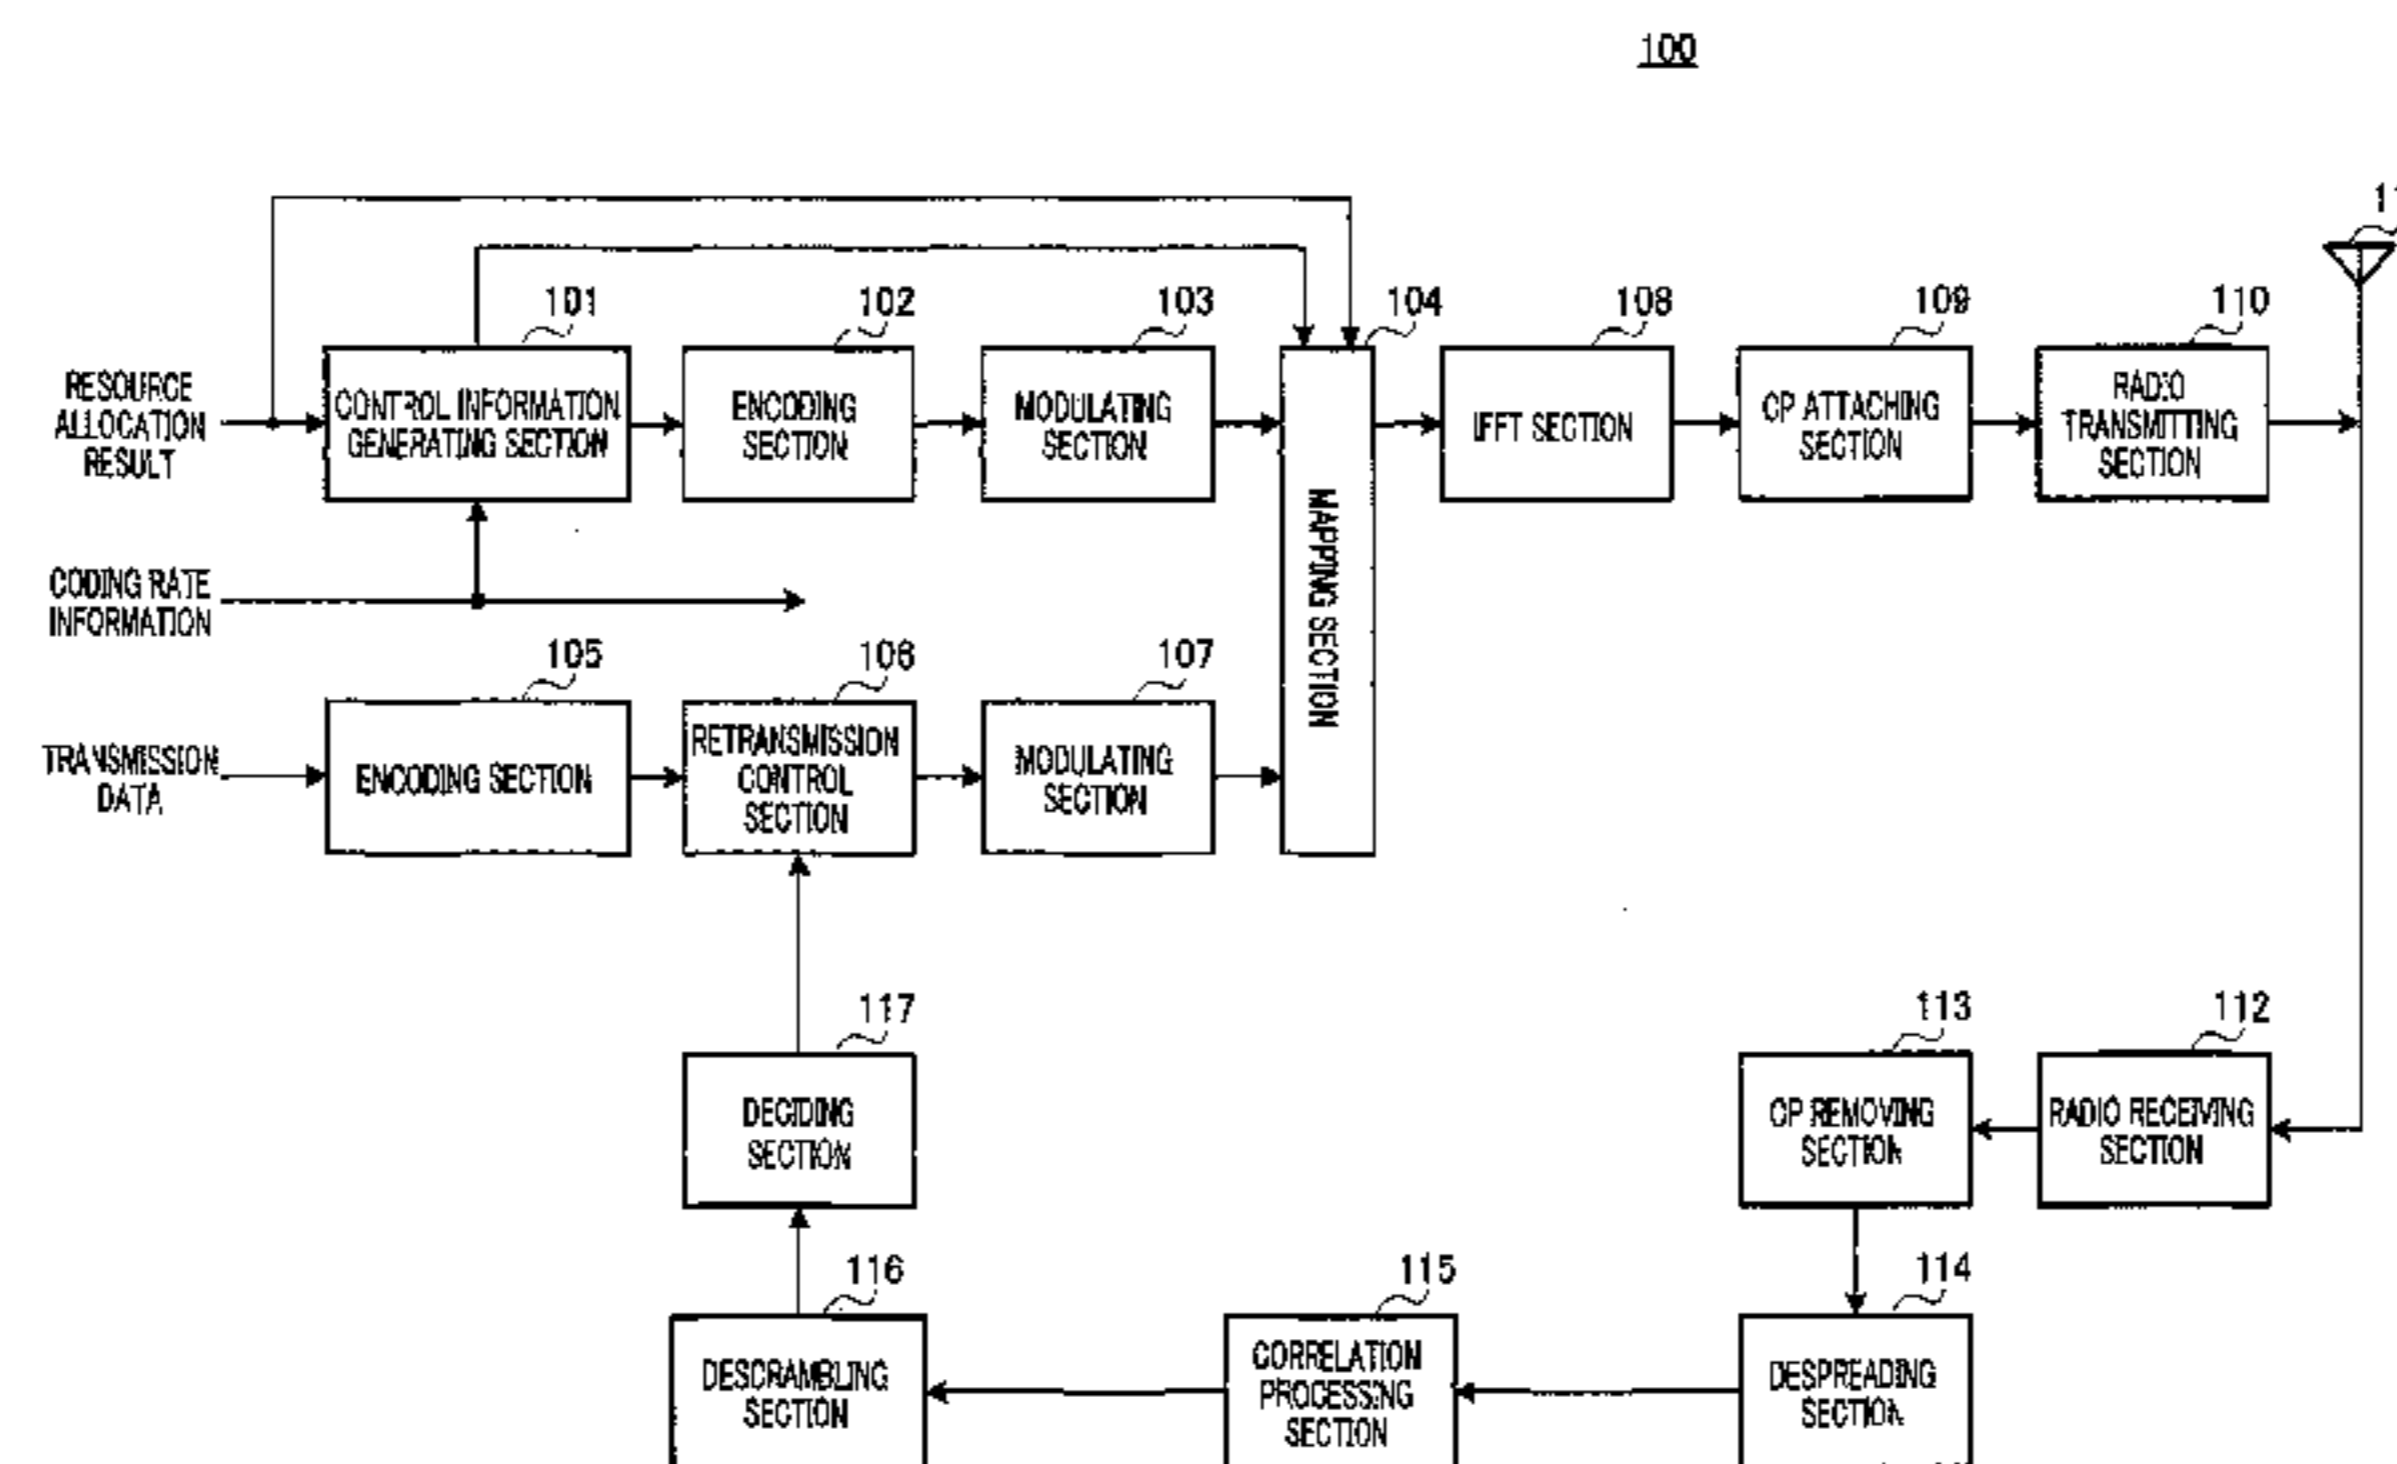 100
101
102
103
104
108
109
110
RESOURCE
ALLOCATION
RESULT
CONTROL INFORMATION
GENERATING SECTION
ENCODING
SECTION
MODULATING
SECTION
MAPPING SECTION
IFFT SECTION
CP ATTACHING
SECTION
RADIO
TRANSMITTING
SECTION
CODING RATE
INFORMATION
105
106
107
TRANSMISSION
DATA
ENCODING SECTION
RETRANSMISSION
CONTROL
SECTION
MODULATING
SECTION
117
113
112
DECIDING
SECTION
CP REMOVING
SECTION
RADIO RECEIVING
SECTION
116
115
114
DESCRAMBLING
SECTION
CORRELATION
PROCESSING
SECTION
DESPREADING
SECTION